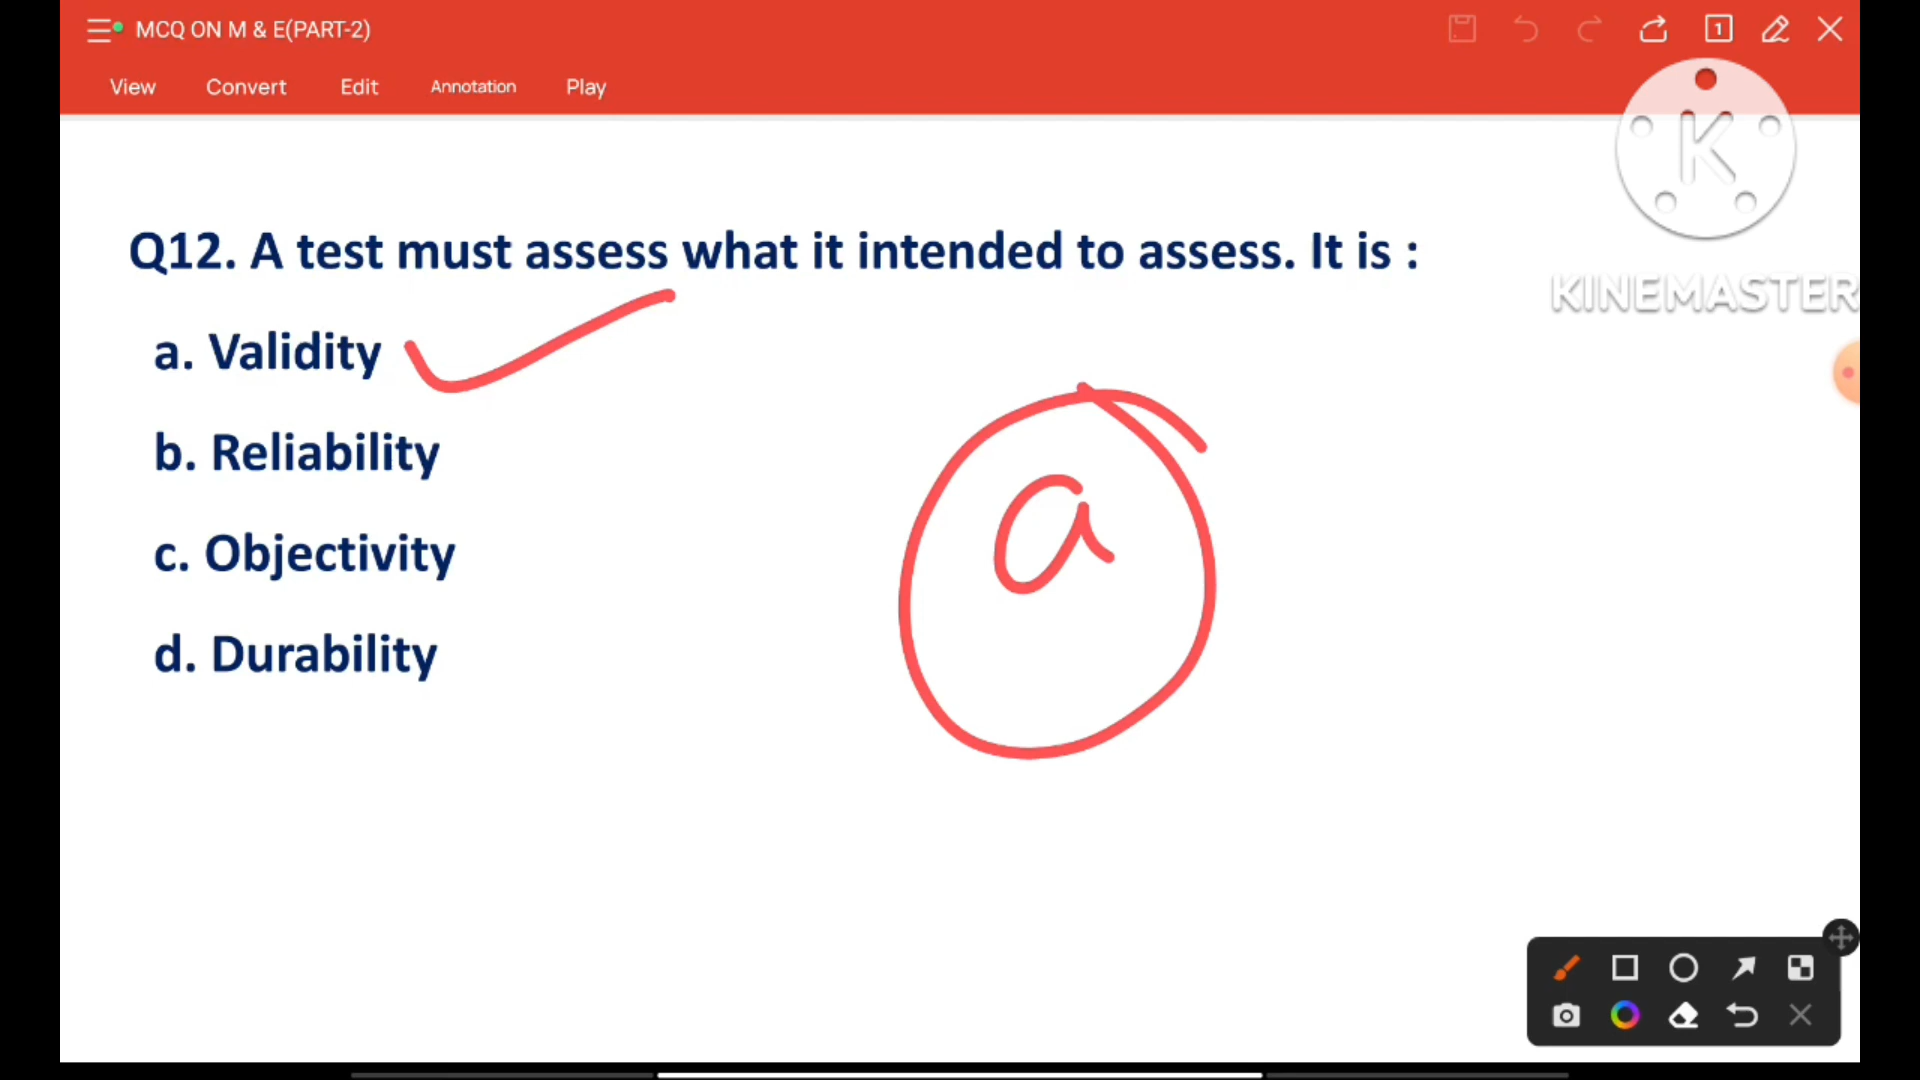 MCQ ON M & E(PART-2)
1
View Convert Edit Annotation Play
K
KINEMASTER
Q12. A test must assess what it intended to assess. It is :
a. Validity
b. Reliability
c. Objectivity
d. Durability
a